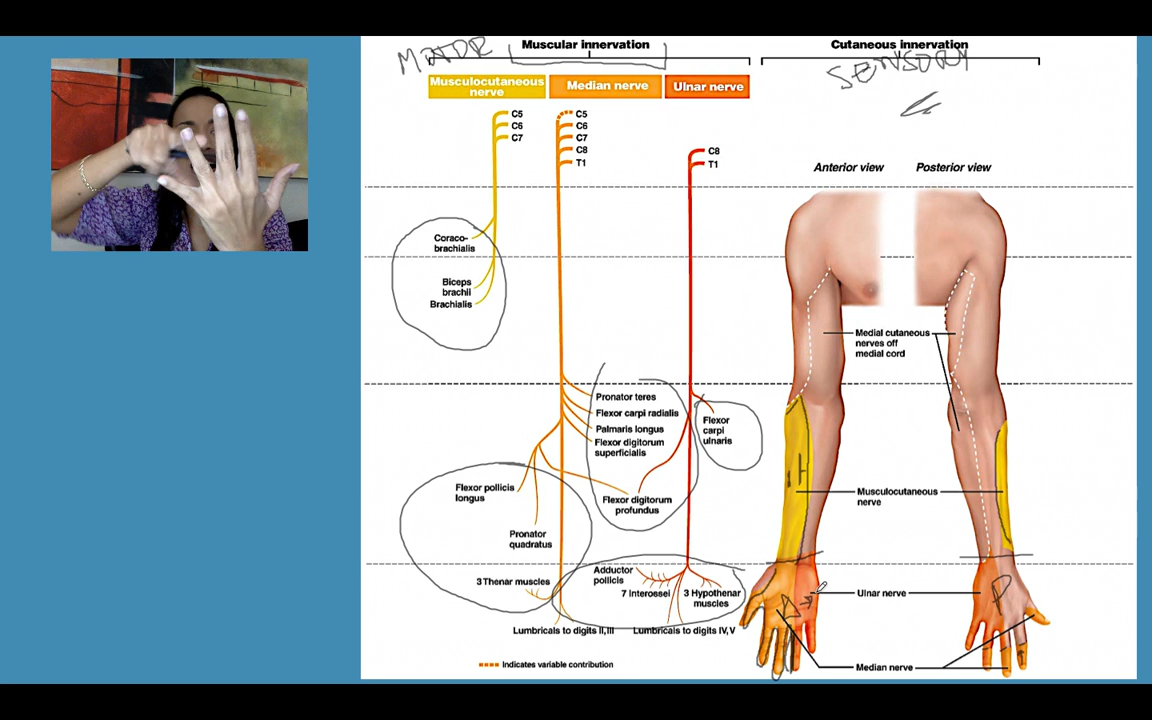 Muscular innervation
Cutaneous innervation
MOTOR
SENSORY
Musculocutaneous
nerve
Median nerve
Ulnar nerve
C5
C6
C7
C5
C6
C7
C8
T1
C8
T1
Anterior view
Posterior view
Coraco-
brachialis
Biceps
brachii
Brachialis
Medial cutaneous
nerves off
medial cord
Pronator teres
Flexor carpi radialis
Palmaris longus
Flexor digitorum
superficialis
Flexor
carpi
ulnaris
Flexor pollicis
longus
Flexor digitorum
profundus
Musculocutaneous
nerve
Pronator
quadratus
3 Thenar muscles
Adductor
pollicis
7 Interossei
3 Hypothenar
muscles
Ulnar nerve
A
P
Lumbricals to digits II,III
Lumbricals to digits IV,V
Indicates variable contribution
Median nerve